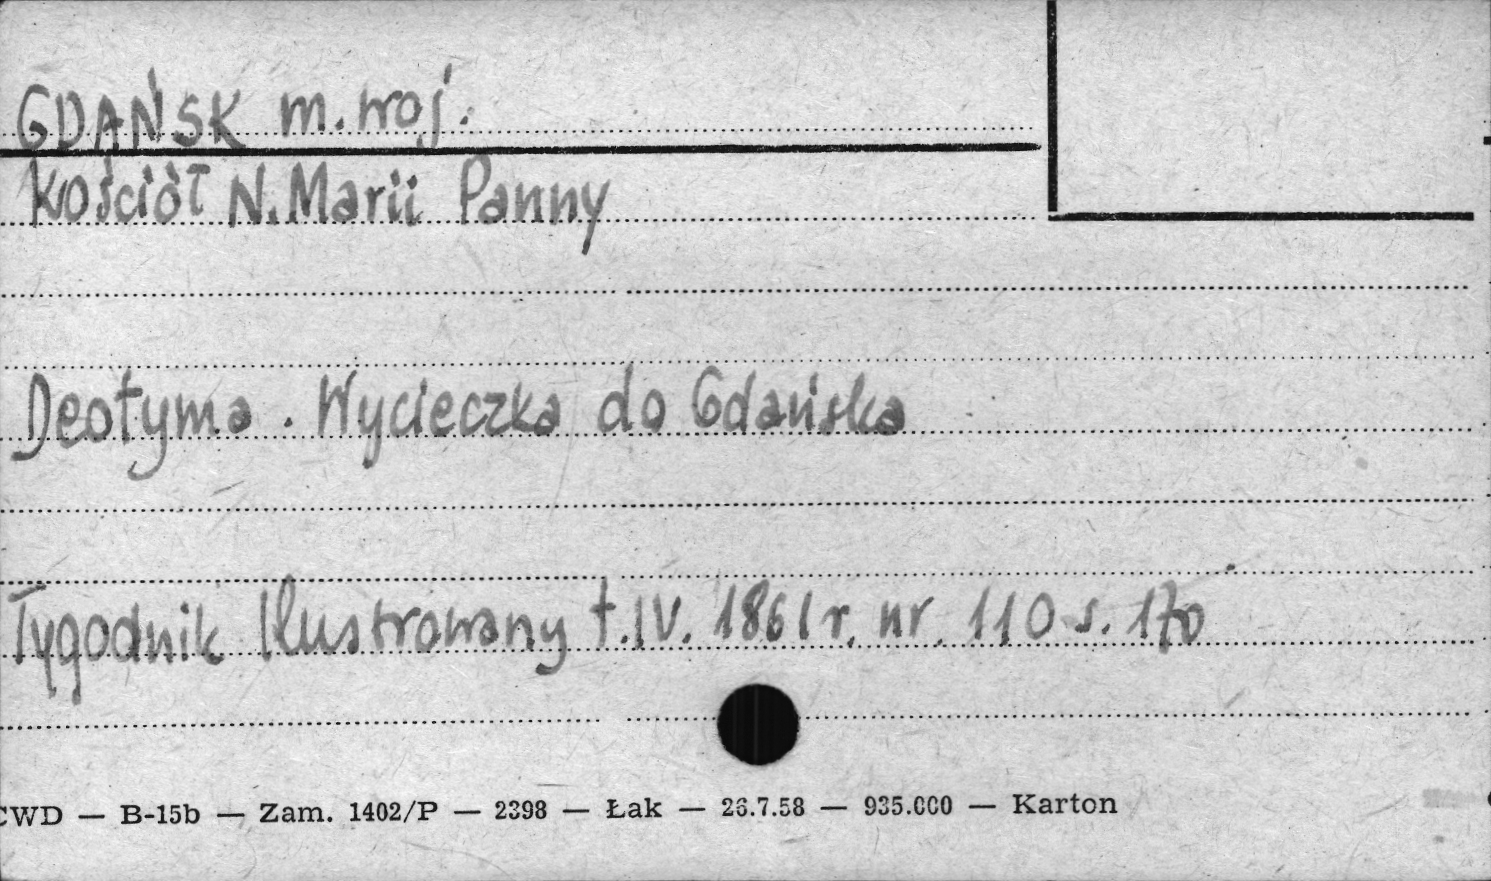 GDAŃSK m. woj.
Kościół N. Marii Panny
Deotyma. Wycieczka do Gdańska
Tygodnik Ilustrowany t. IV. 1861 r. nr. 110 s. 170
CWD — B-15b — Zam. 1402/P — 2398 — Łak — 26.7.58 — 935.000 — Karton